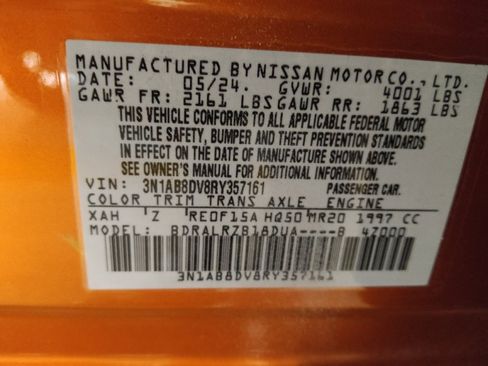 MANUFACTURED BY NISSAN MOTOR CO., LTD.
DATE: 05/24. GVWR: 4001 LBS
GAWR FR: 2161 LBS GAWR RR: 1863 LBS
THIS VEHICLE CONFORMS TO ALL APPLICABLE FEDERAL MOTOR
VEHICLE SAFETY, BUMPER AND THEFT PREVENTION STANDARDS
IN EFFECT ON THE DATE OF MANUFACTURE SHOWN ABOVE.
SEE OWNER'S MANUAL FOR ADDITIONAL INFORMATION.
VIN: 3N1AB8DV8RY357161 PASSENGER CAR.
COLOR TRIM TRANS AXLE ENGINE
XAH Z RE0F15A HQ50 MR20 1997 CC
MODEL: BDRALRZB18DUA----B 4Z000
3N1AB8DV8RY357161